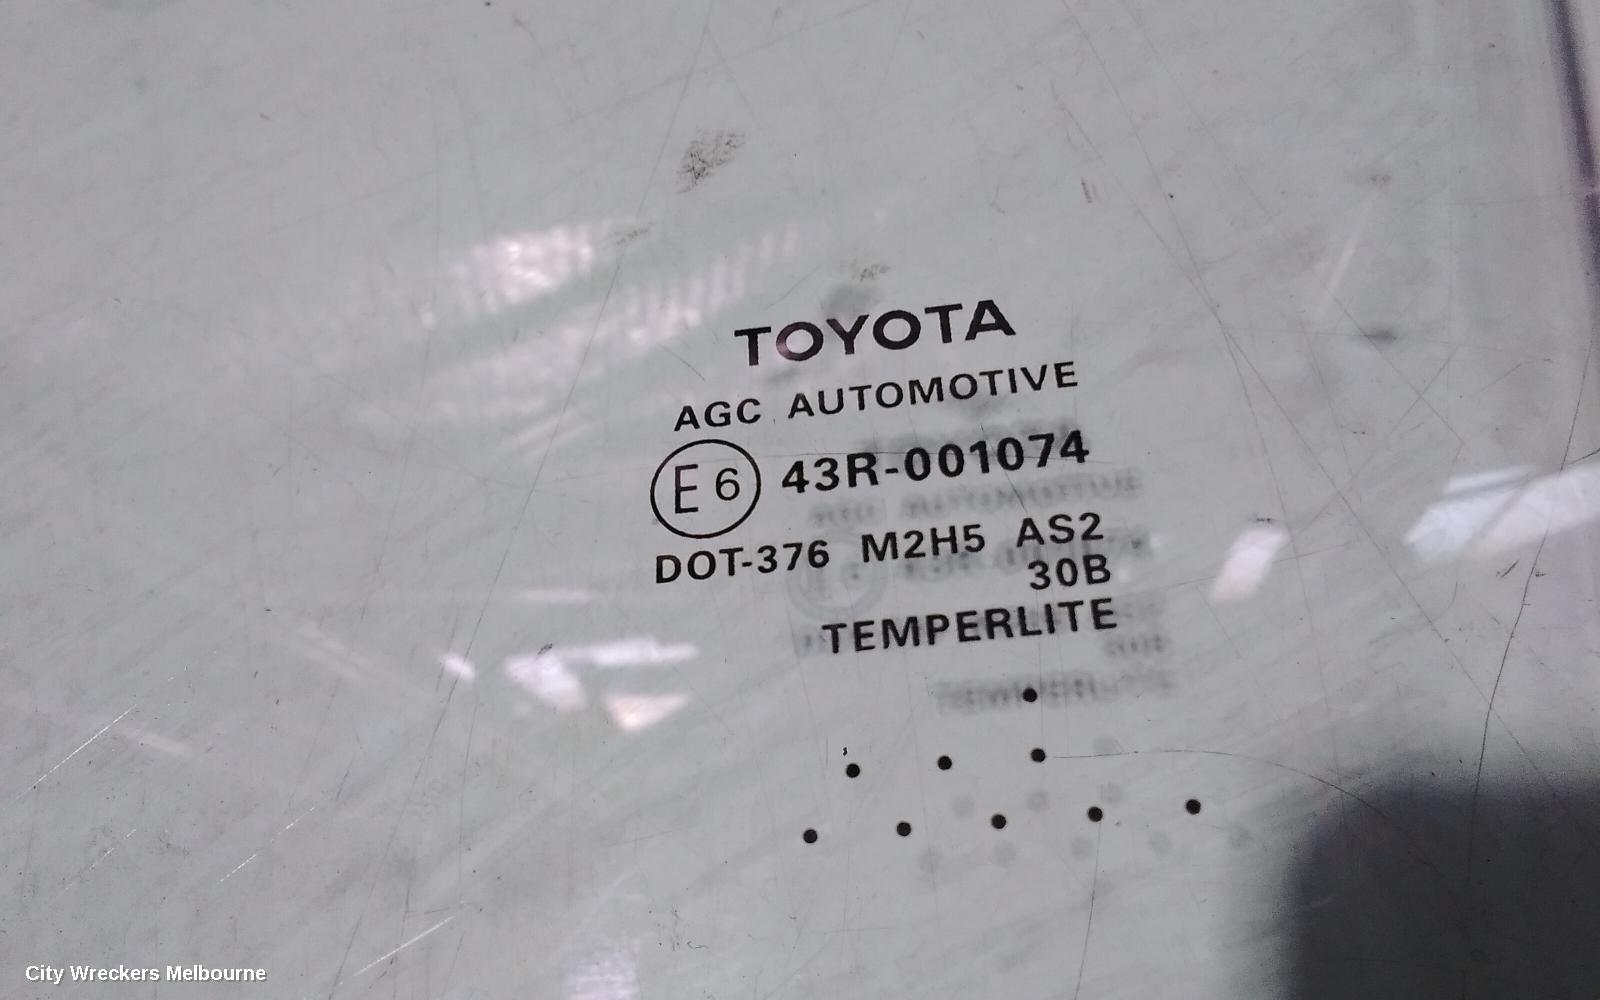 TOYOTA
AGC AUTOMOTIVE
E6 43R-001074
DOT-376 M2H5 AS2
30B
TEMPERLITE
City Wreckers Melbourne